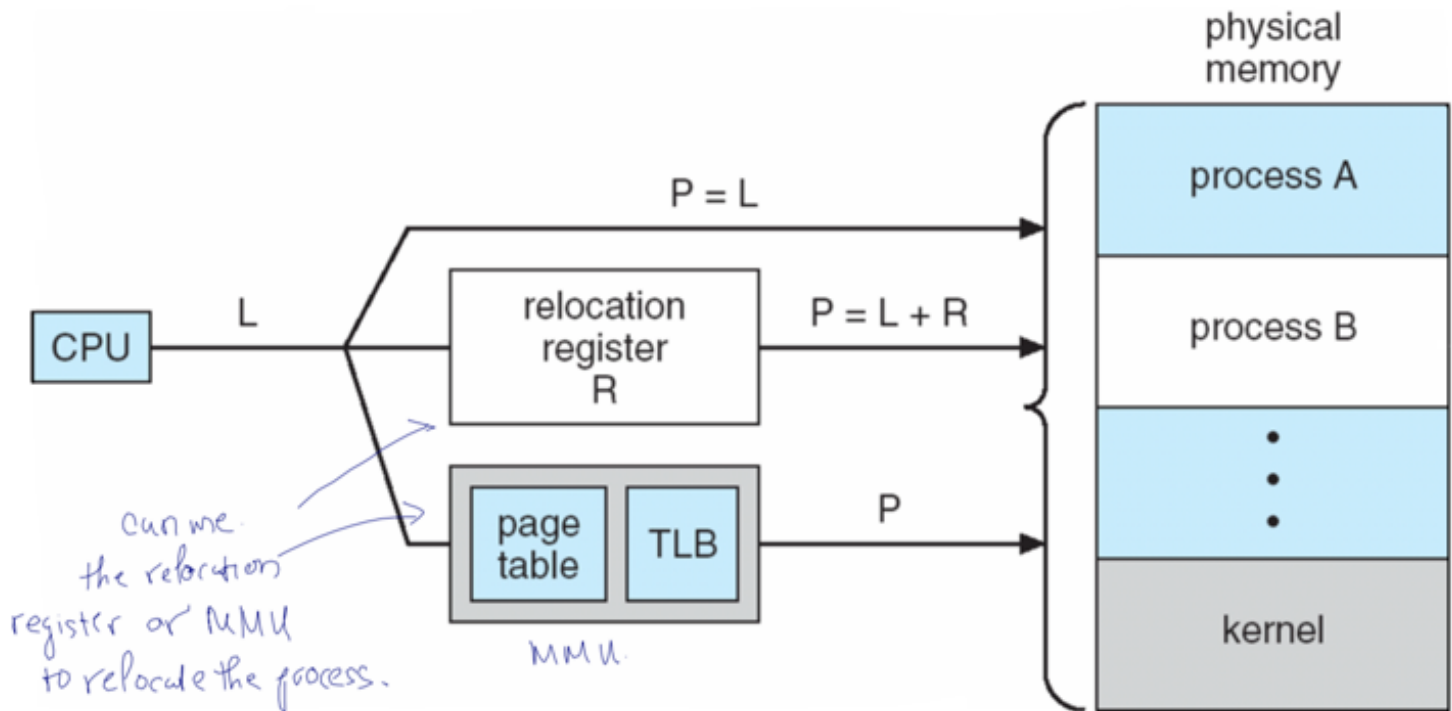 physical
memory
process A
P = L
L
relocation
register
R
P = L + R
CPU
process B
page
table
TLB
P
can
the relocation
register or MMU
to relocate the process.
MMU.
kernel